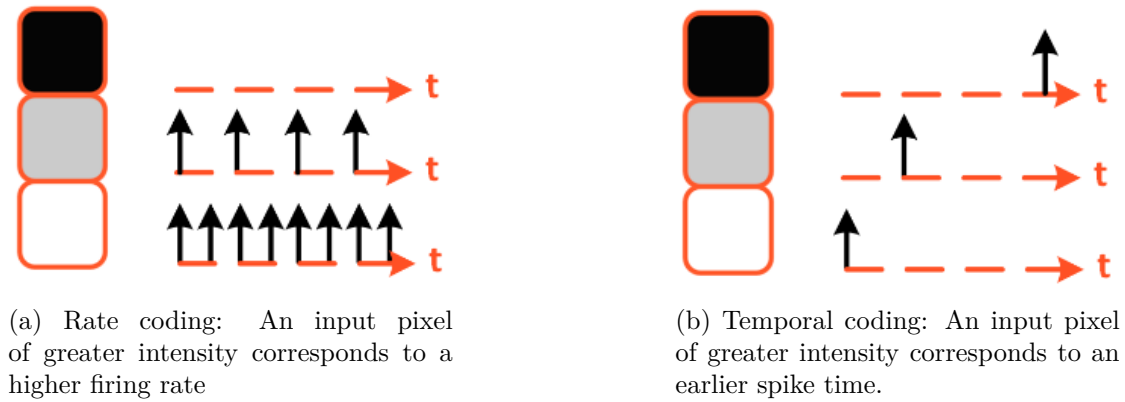 t
t
t
(a) Rate coding: An input pixel
of greater intensity corresponds to a
higher firing rate
t
t
t
(b) Temporal coding: An input pixel
of greater intensity corresponds to an
earlier spike time.